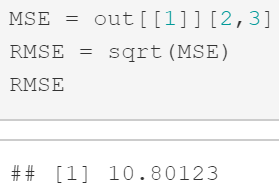 MSE = out[[1]][2,3]
RMSE = sqrt(MSE)
RMSE
## [1] 10.80123